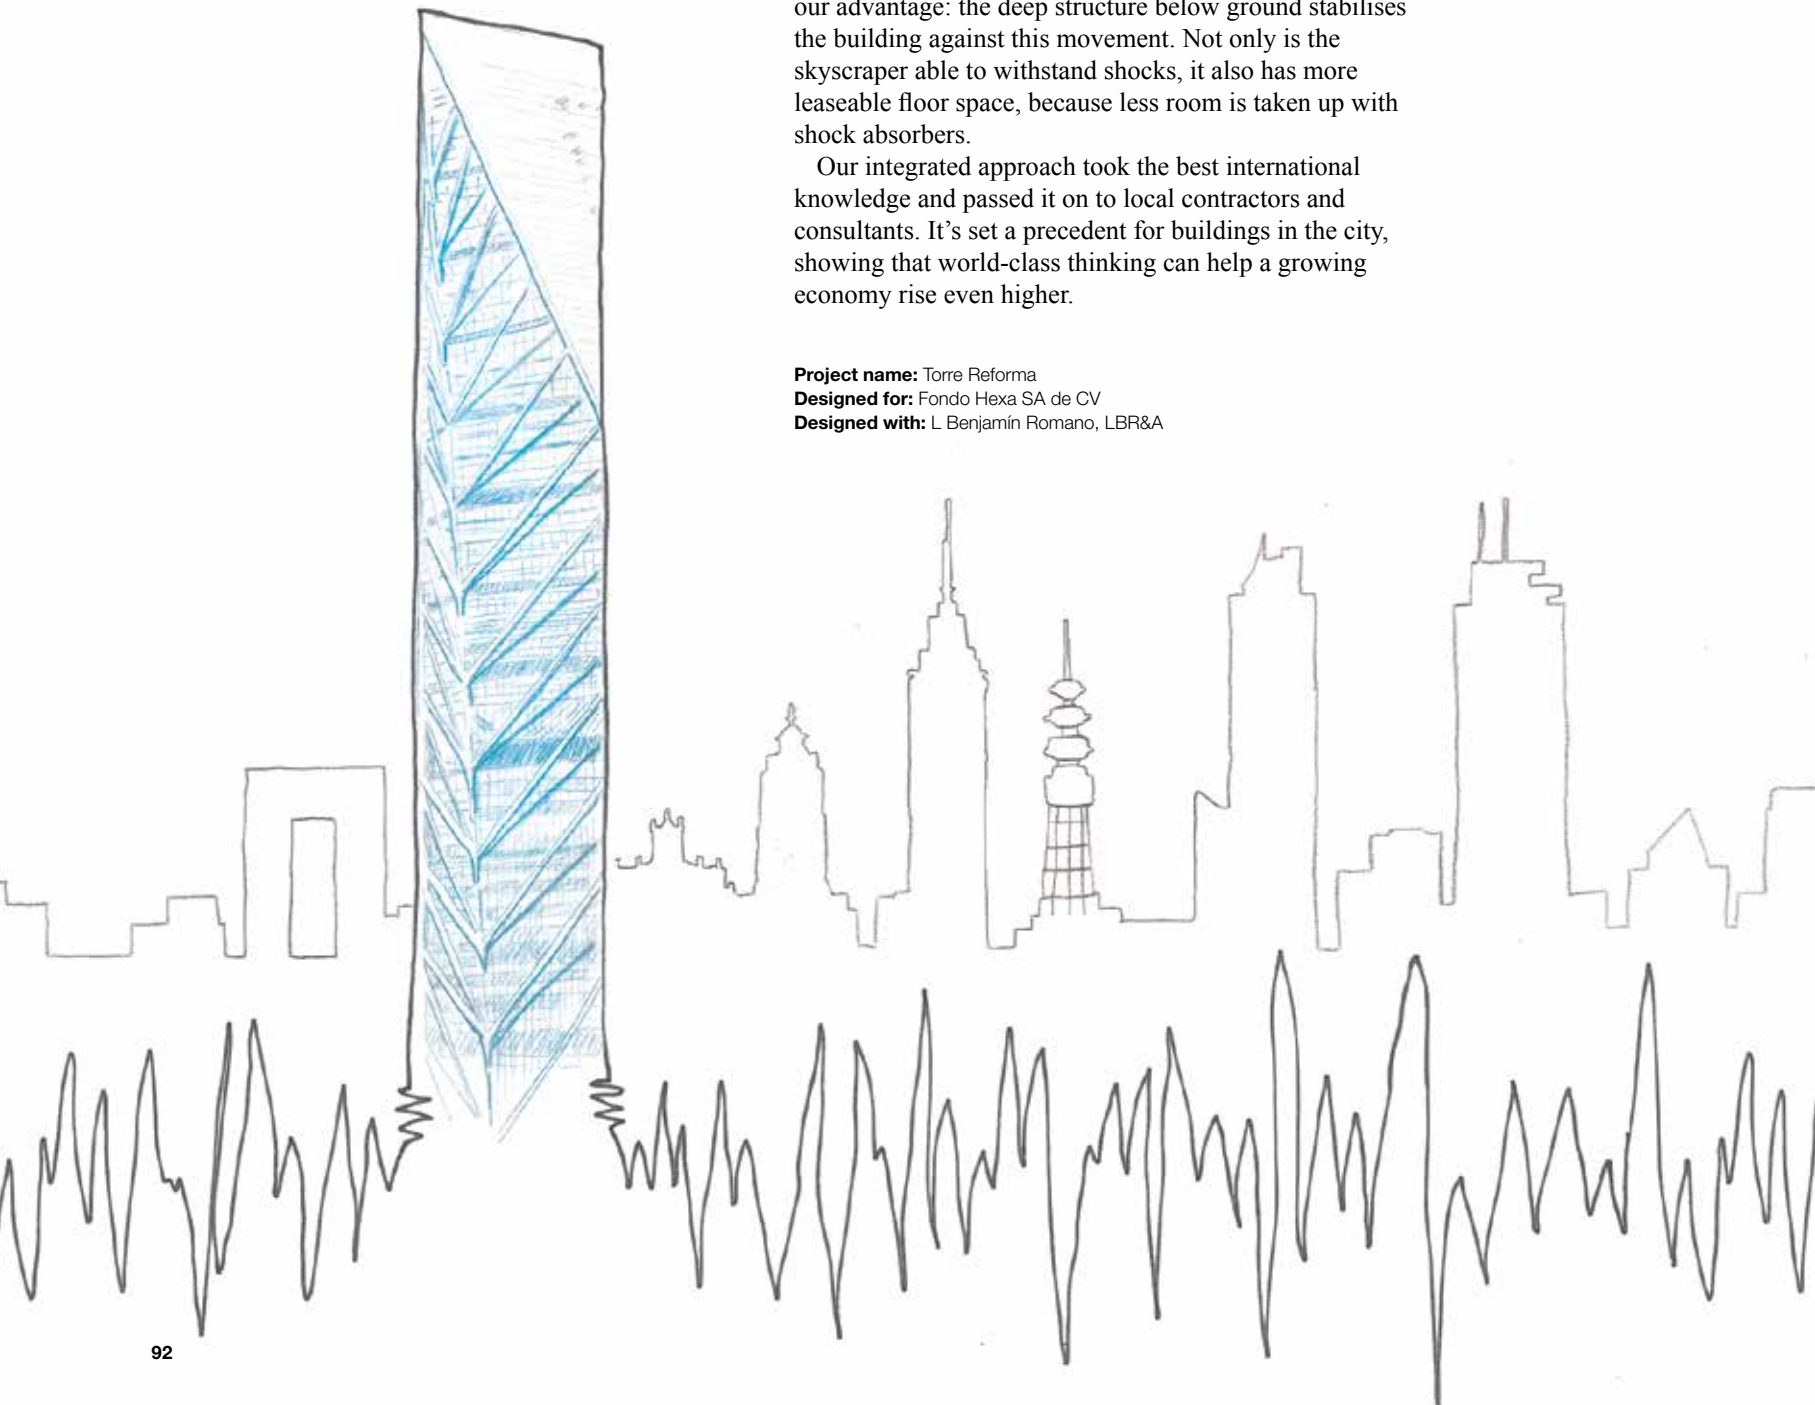 our advantage: the deep structure below ground stabilises
the building against this movement. Not only is the
skyscraper able to withstand shocks, it also has more
leaseable floor space, because less room is taken up with
shock absorbers.
Our integrated approach took the best international
knowledge and passed it on to local contractors and
consultants. It’s set a precedent for buildings in the city,
showing that world-class thinking can help a growing
economy rise even higher.
Project name: Torre Reforma
Designed for: Fondo Hexa SA de CV
Designed with: L Benjamín Romano, LBR&A
92